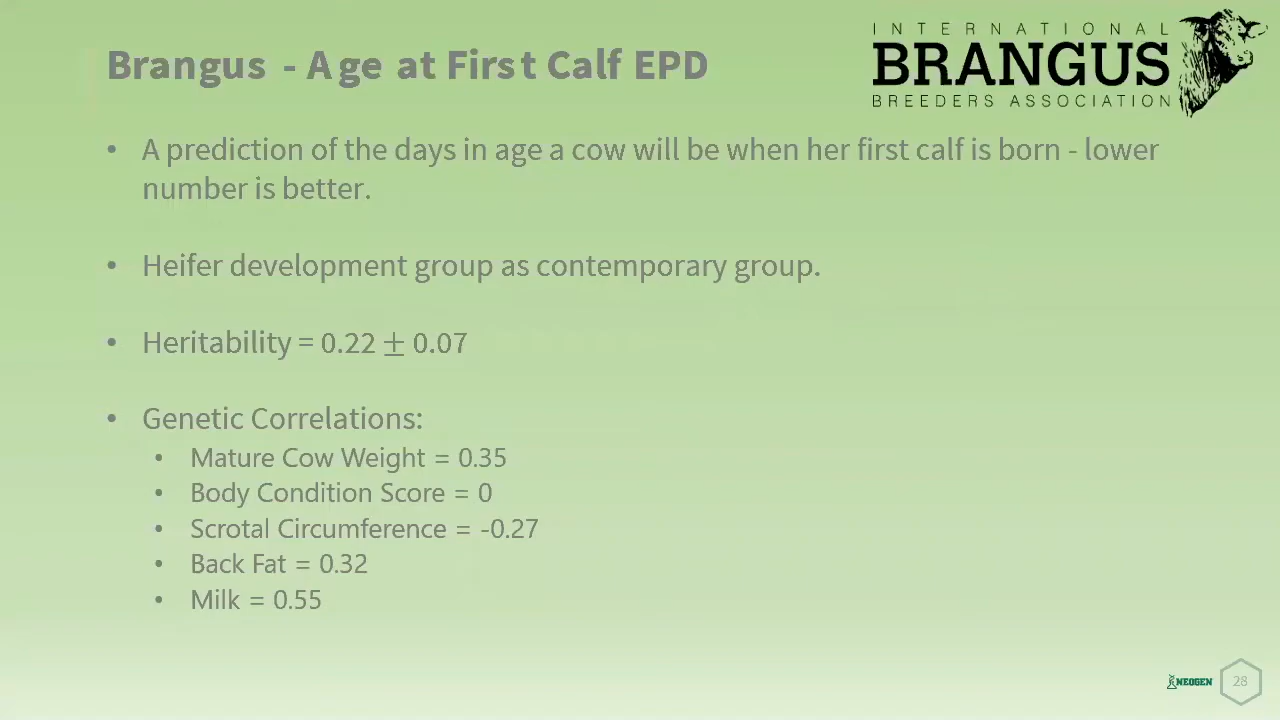 Brangus - Age at First Calf EPD
INTERNATIONAL
BRANGUS
BREEDERS ASSOCIATION
• A prediction of the days in age a cow will be when her first calf is born - lower
number is better.
• Heifer development group as contemporary group.
• Heritability = 0.22 ± 0.07
• Genetic Correlations:
• Mature Cow Weight = 0.35
• Body Condition Score = 0
• Scrotal Circumference = -0.27
• Back Fat = 0.32
• Milk = 0.55
NEOGEN
28